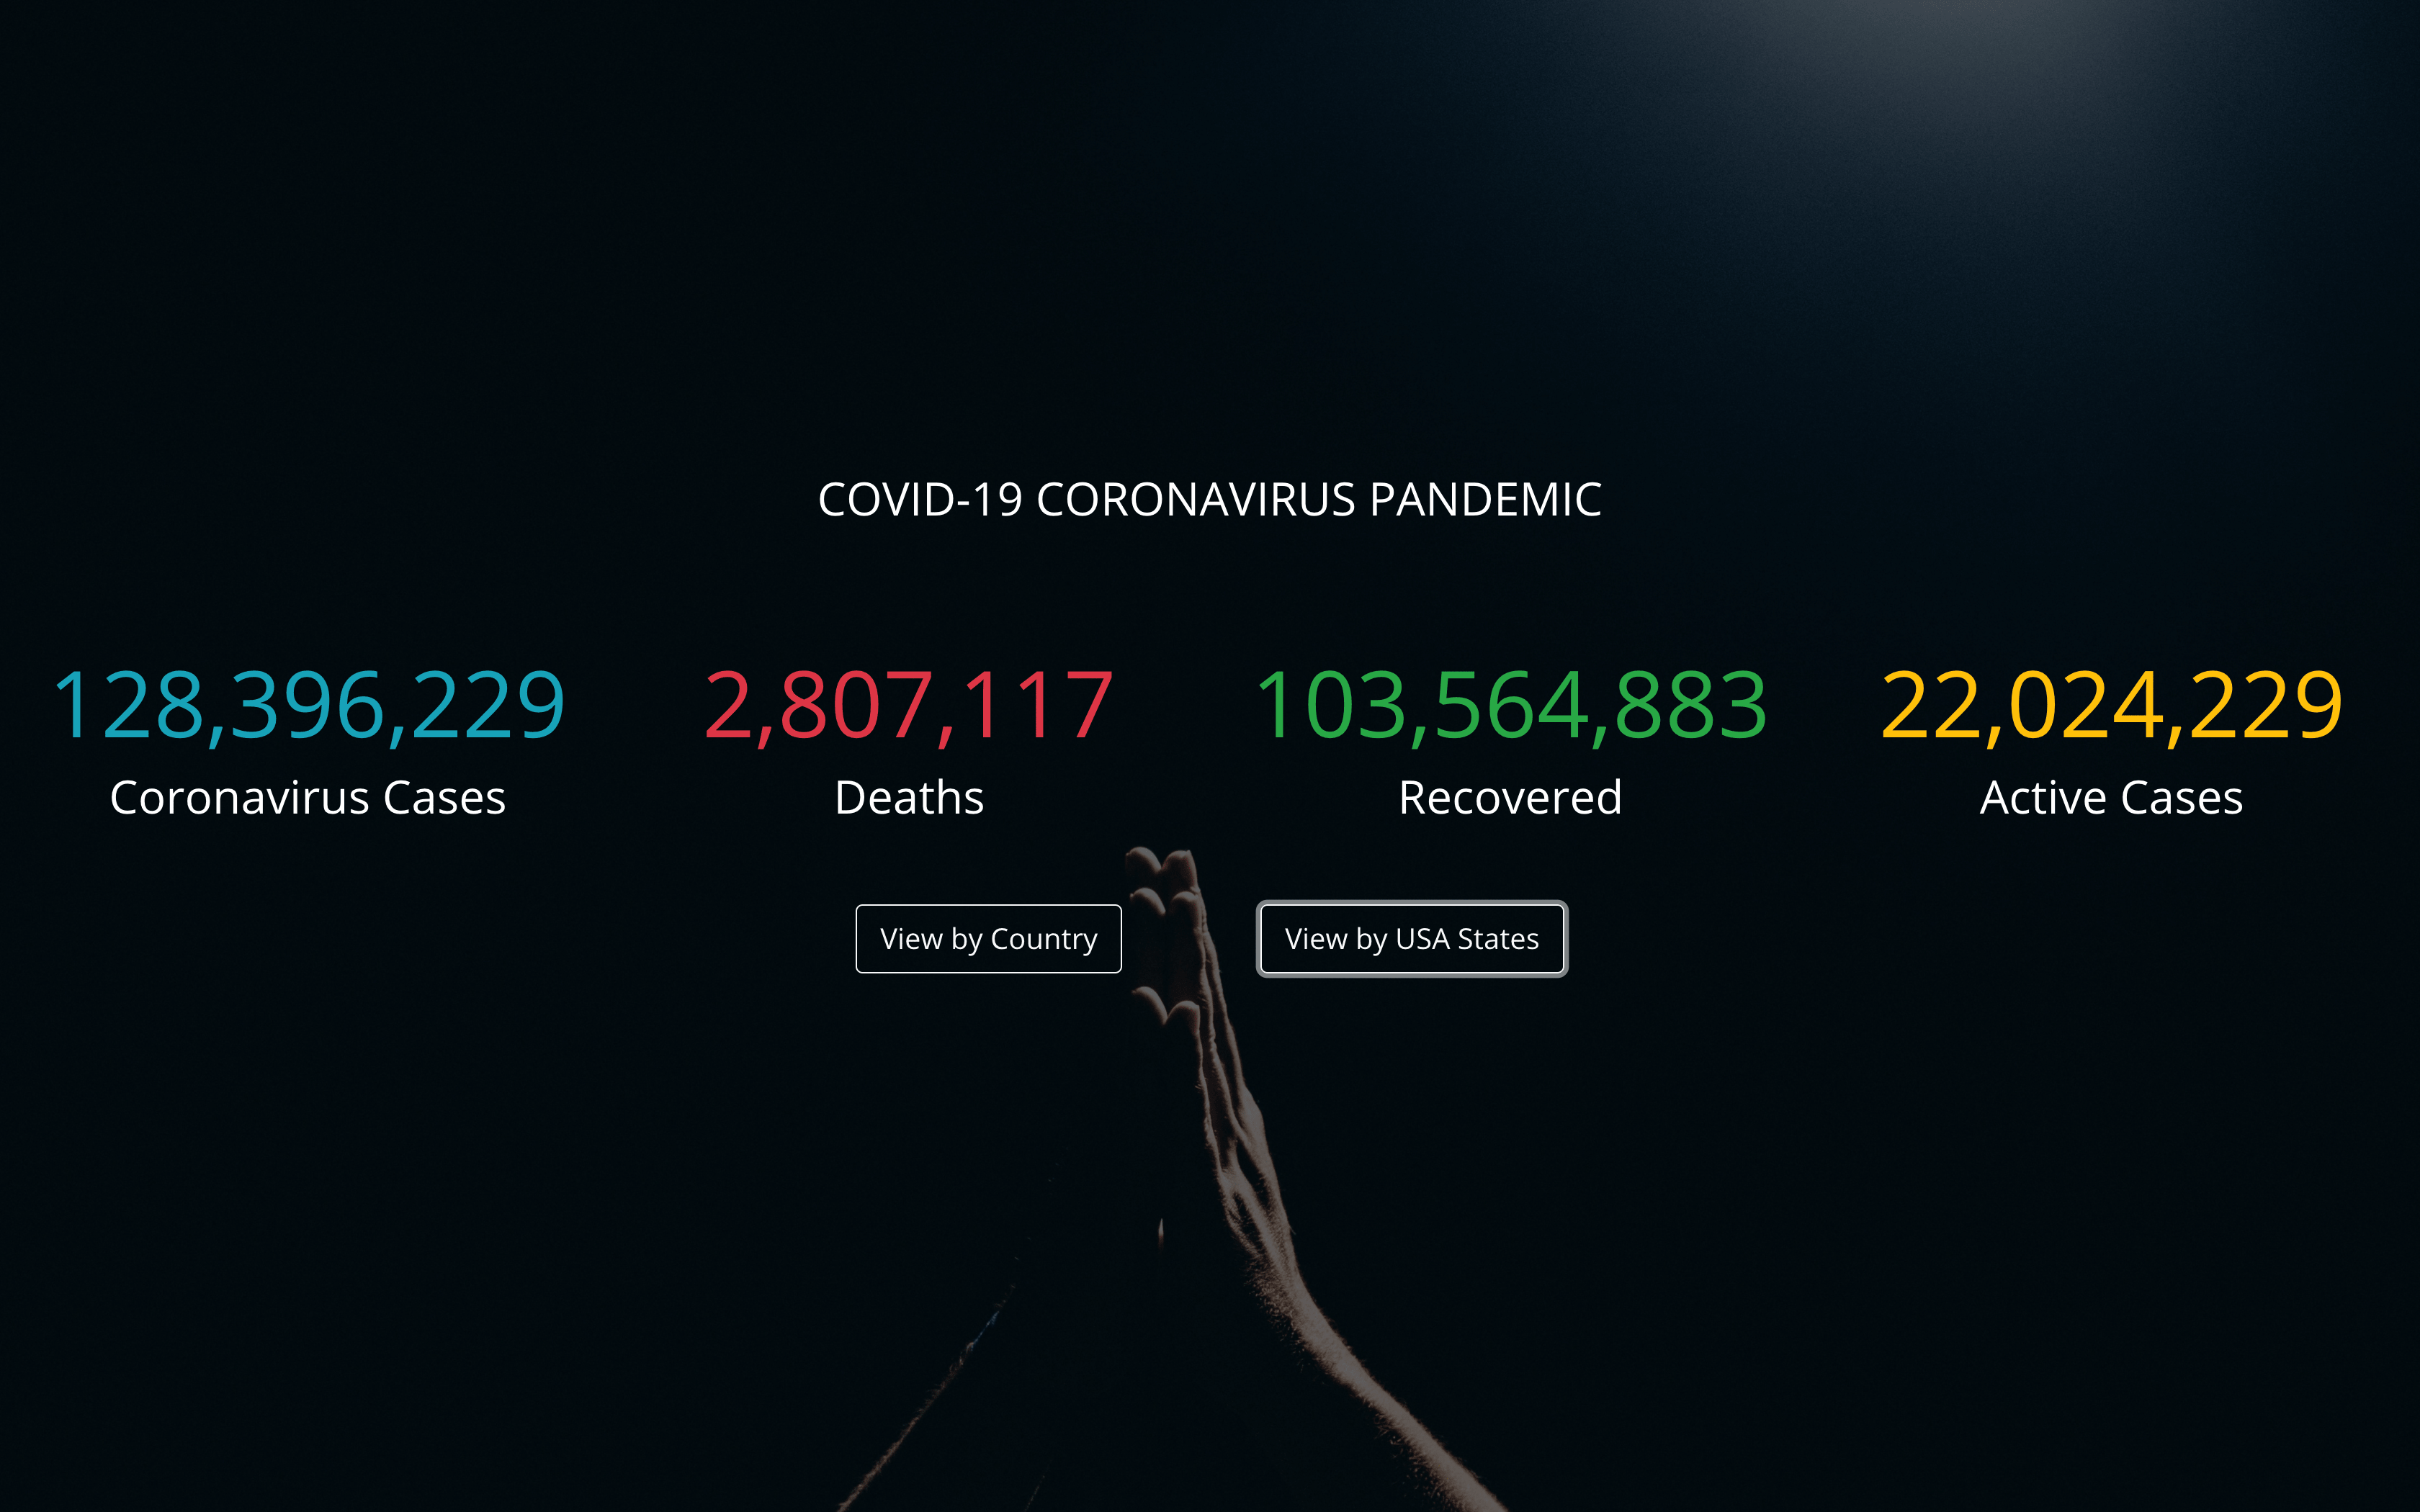 COVID-19 CORONAVIRUS PANDEMIC
128,396,229
Coronavirus Cases
2,807,117
Deaths
103,564,883
Recovered
22,024,229
Active Cases
View by Country
View by USA States